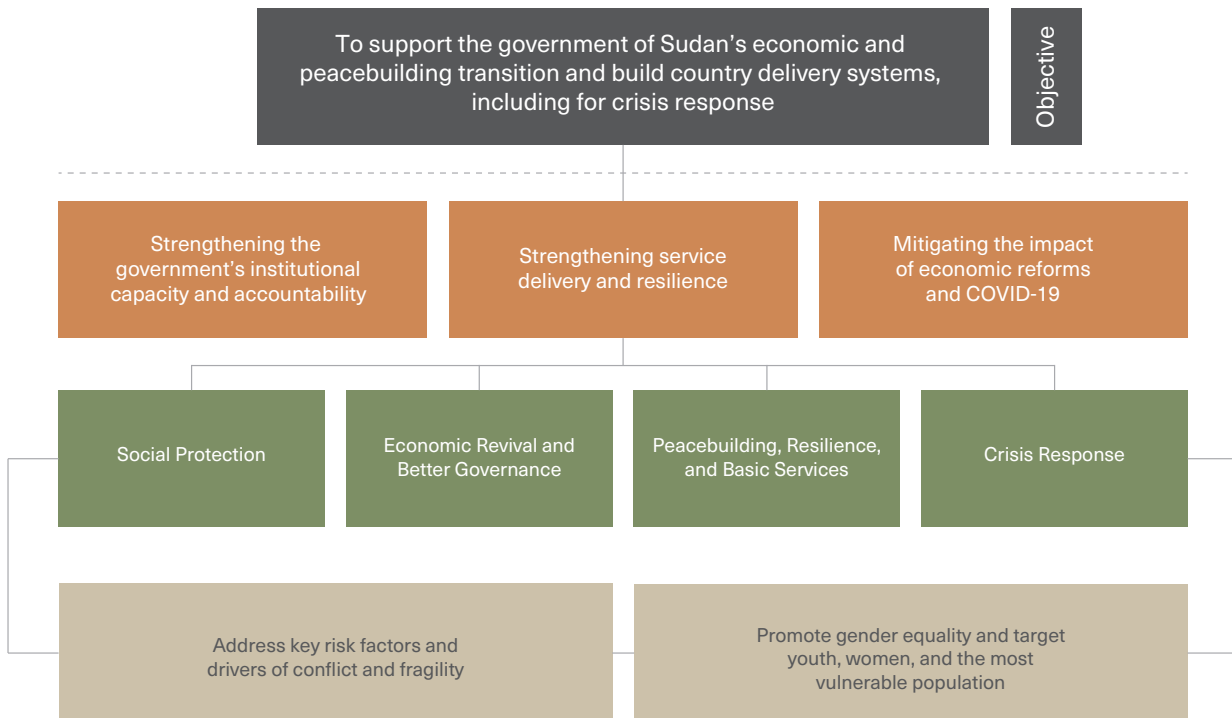 To support the government of Sudan’s economic and
peacebuilding transition and build country delivery systems,
including for crisis response
Objective
Strengthening the
government’s institutional
capacity and accountability
Strengthening service
delivery and resilience
Mitigating the impact
of economic reforms
and COVID-19
Social Protection
Economic Revival and
Better Governance
Peacebuilding, Resilience,
and Basic Services
Crisis Response
Address key risk factors and
drivers of conflict and fragility
Promote gender equality and target
youth, women, and the most
vulnerable population